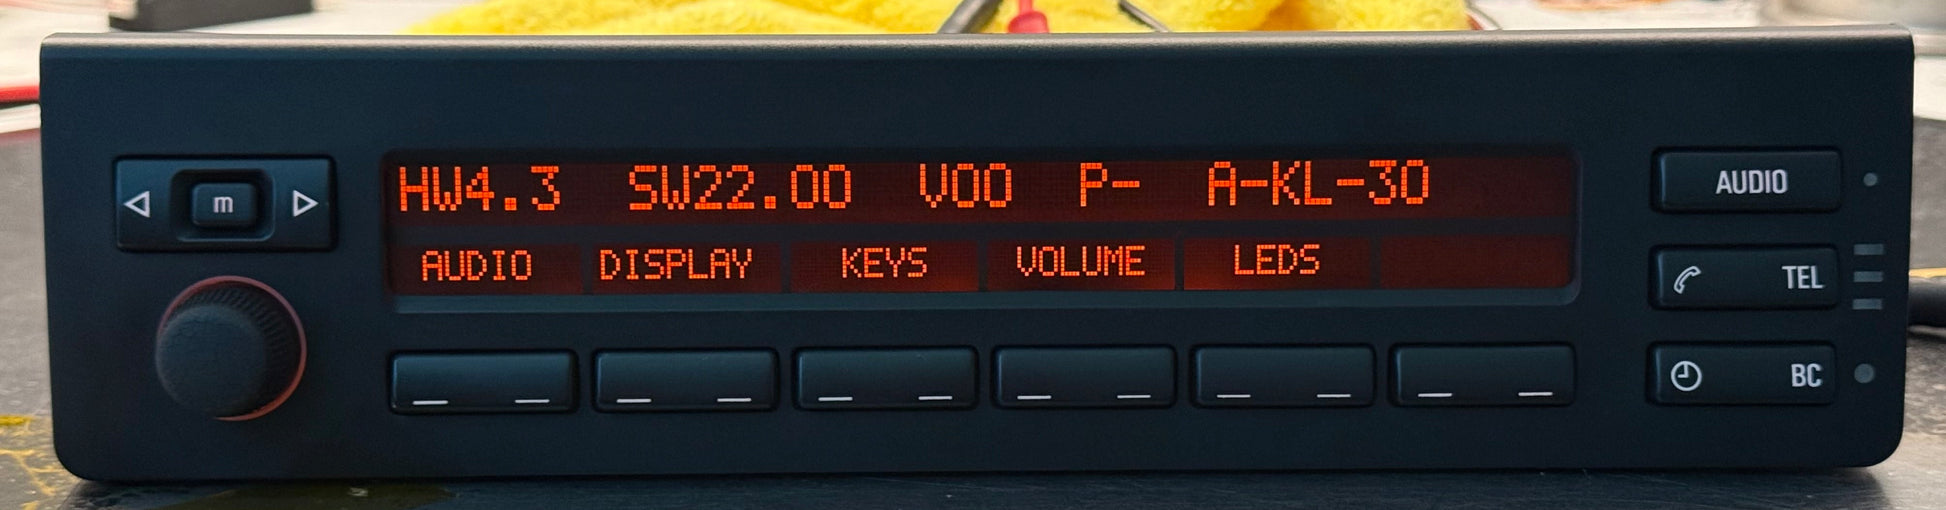 HW4.3 SW22.00 V00 P- A-KL-30
AUDIO DISPLAY KEYS VOLUME LEDS
m
AUDIO
TEL
BC